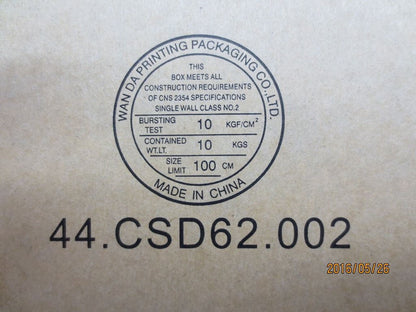 WAN DA PRINTING PACKAGING CO.,LTD.
THIS
BOX MEETS ALL
CONSTRUCTION REQUIREMENTS
OF CNS 2354 SPECIFICATIONS
SINGLE WALL CLASS NO.2
BURSTING TEST 10 KGF/CM²
CONTAINED WT.LT. 10 KGS
SIZE LIMIT 100 CM
MADE IN CHINA
44.CSD62.002
2016/05/26